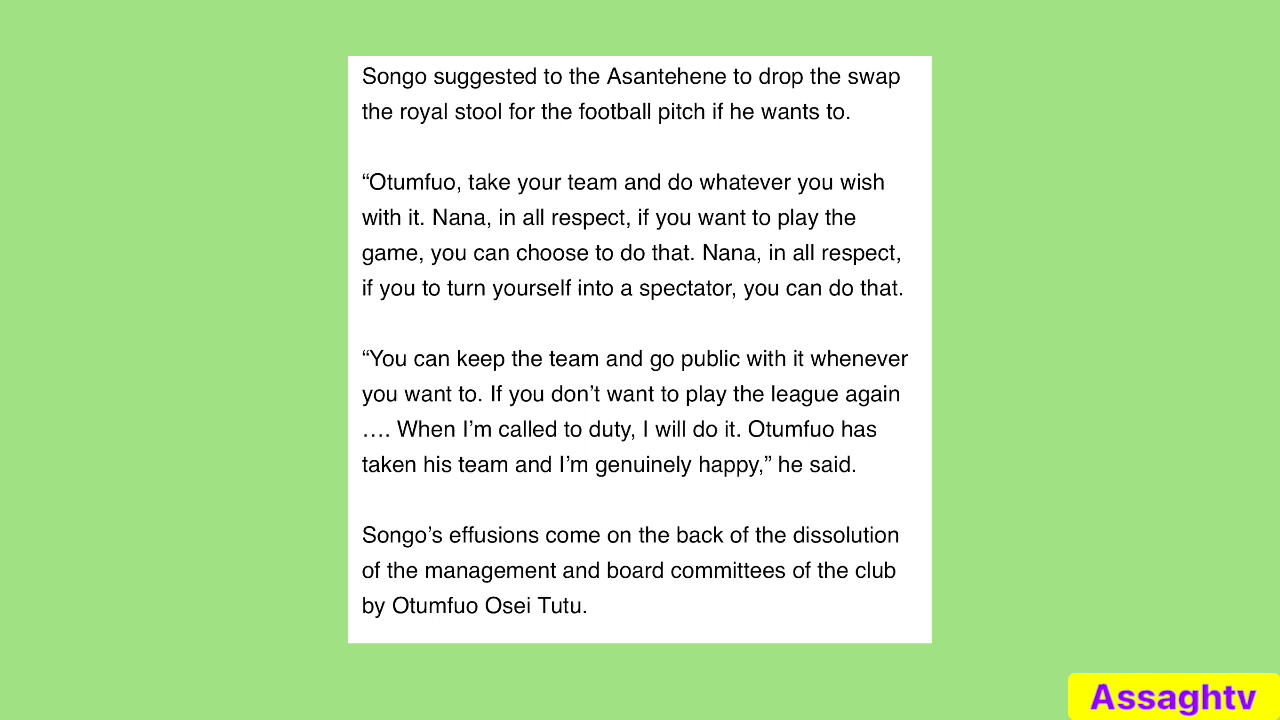 Songo suggested to the Asantehene to drop the swap
the royal stool for the football pitch if he wants to.
“Otumfuo, take your team and do whatever you wish
with it. Nana, in all respect, if you want to play the
game, you can choose to do that. Nana, in all respect,
if you to turn yourself into a spectator, you can do that.
“You can keep the team and go public with it whenever
you want to. If you don’t want to play the league again
…. When I’m called to duty, I will do it. Otumfuo has
taken his team and I’m genuinely happy,” he said.
Songo’s effusions come on the back of the dissolution
of the management and board committees of the club
by Otumfuo Osei Tutu.
Assaghtv